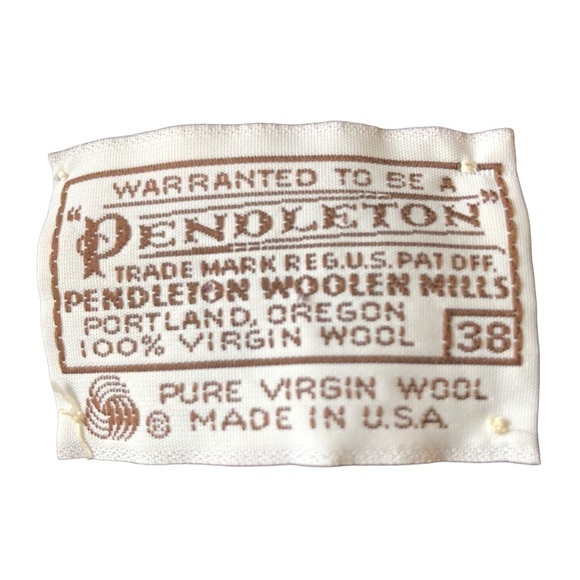 WARRANTED TO BE A
"PENDLETON"
TRADE MARK REG. U.S. PAT OFF.
PENDLETON WOOLEN MILLS
PORTLAND, OREGON
100% VIRGIN WOOL
38
® PURE VIRGIN WOOL
MADE IN U.S.A.